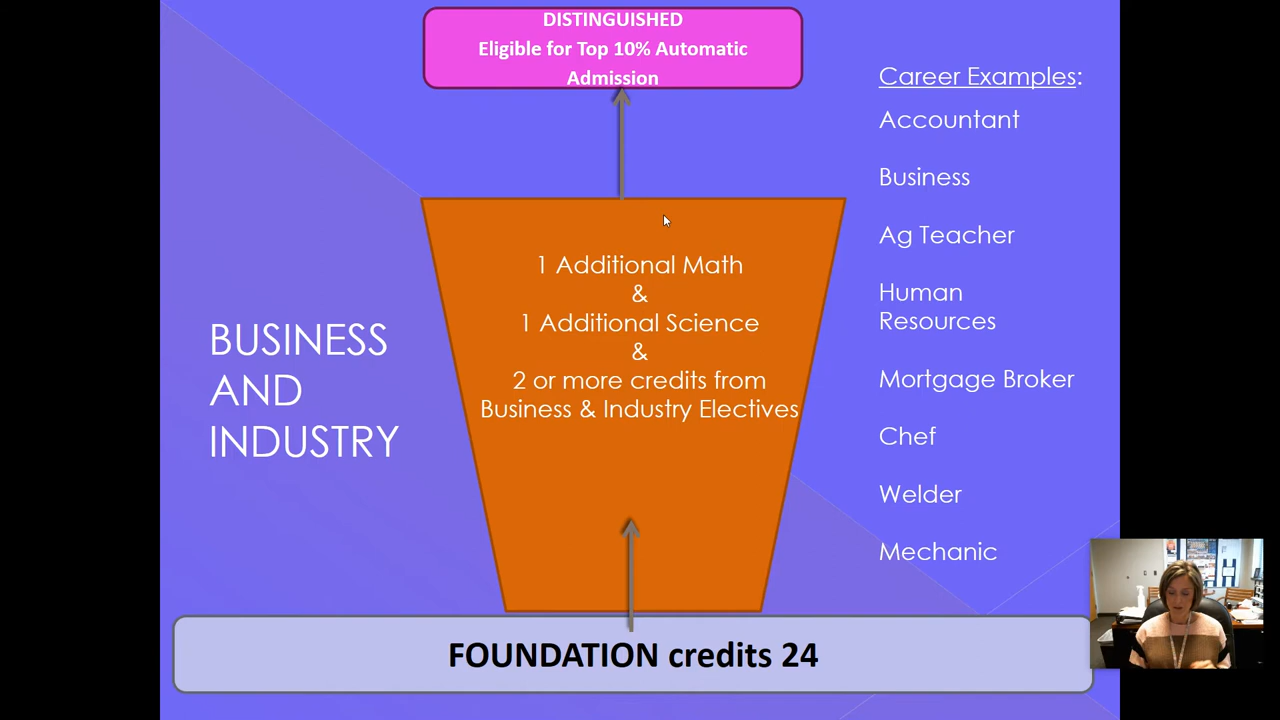 DISTINGUISHED
Eligible for Top 10% Automatic
Admission
Career Examples:
Accountant
Business
Ag Teacher
Human
Resources
Mortgage Broker
Chef
Welder
Mechanic
1 Additional Math
&
1 Additional Science
&
2 or more credits from
Business & Industry Electives
BUSINESS
AND
INDUSTRY
FOUNDATION credits 24